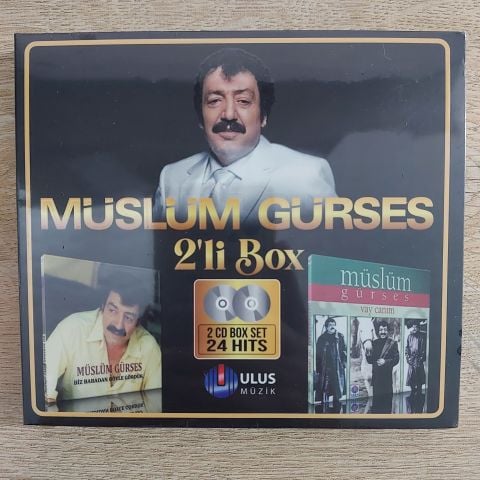 MÜSLÜM GÜRSES
2'li Box
2 CD BOX SET
24 HITS
ULUS
MÜZİK
MÜSLÜM GÜRSES
BİZ BABADAN BÖYLE GÖRDÜK
müslüm
gürses
vay canım